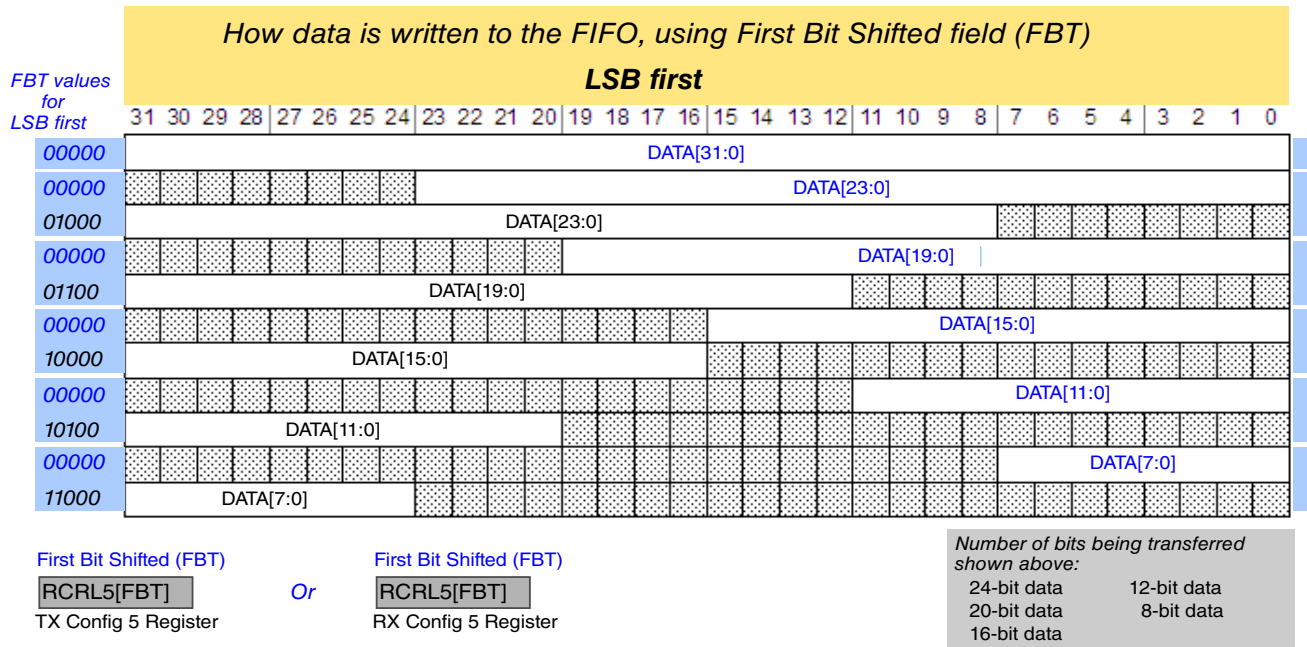 How data is written to the FIFO, using First Bit Shifted field (FBT)
LSB first
FBT values
for
LSB first
31 30 29 28 27 26 25 24 23 22 21 20 19 18 17 16 15 14 13 12 11 10 9 8 7 6 5 4 3 2 1 0
00000 DATA[31:0]
00000 DATA[23:0]
01000 DATA[23:0]
00000 DATA[19:0]
01100 DATA[19:0]
00000 DATA[15:0]
10000 DATA[15:0]
00000 DATA[11:0]
10100 DATA[11:0]
00000 DATA[7:0]
11000 DATA[7:0]
First Bit Shifted (FBT) First Bit Shifted (FBT)
RCRL5[FBT] Or RCRL5[FBT]
TX Config 5 Register RX Config 5 Register
Number of bits being transferred
shown above:
24-bit data 12-bit data
20-bit data 8-bit data
16-bit data